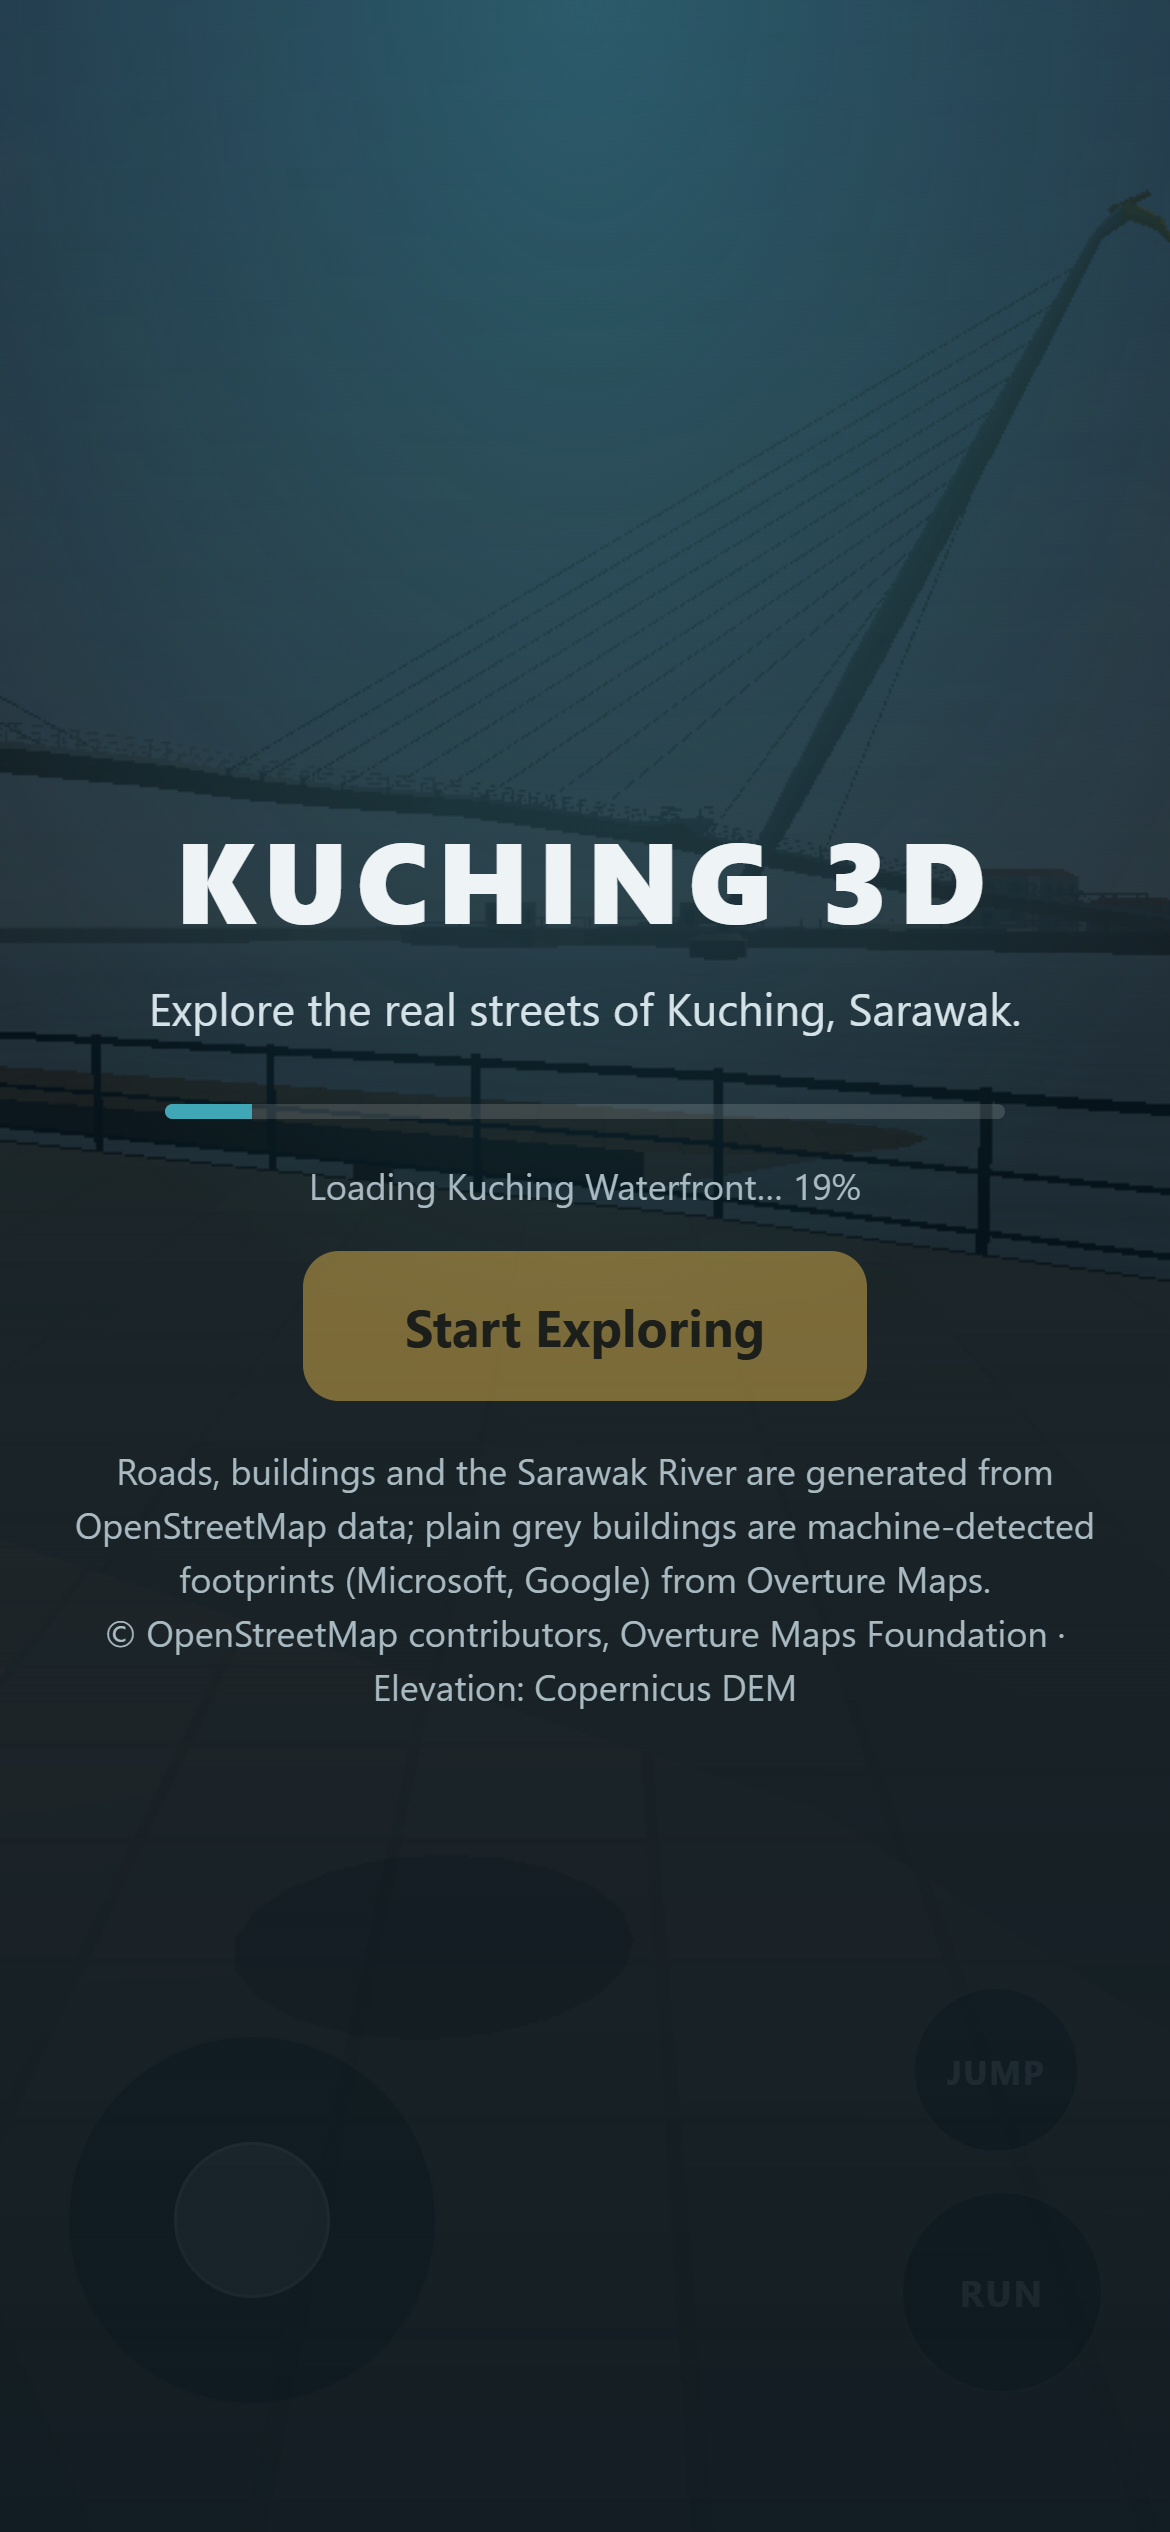 KUCHING 3D
Explore the real streets of Kuching, Sarawak.
Loading Kuching Waterfront... 19%
Start Exploring
Roads, buildings and the Sarawak River are generated from
OpenStreetMap data; plain grey buildings are machine-detected
footprints (Microsoft, Google) from Overture Maps.
© OpenStreetMap contributors, Overture Maps Foundation ·
Elevation: Copernicus DEM
JUMP
RUN